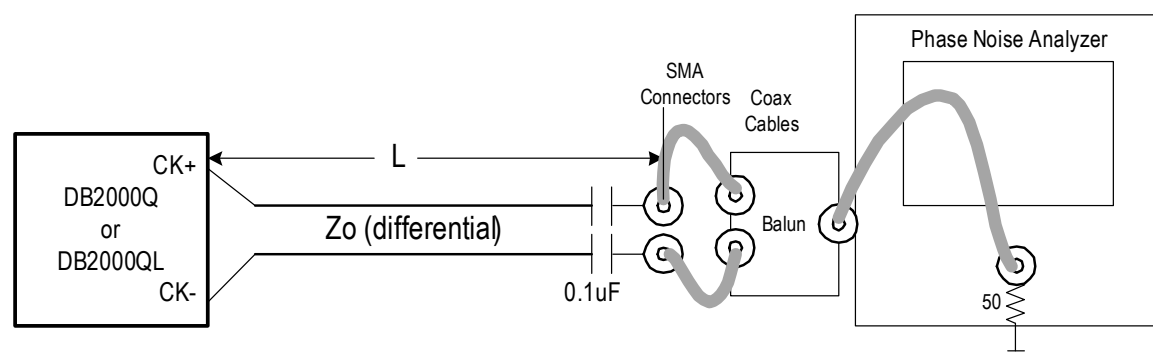 Phase Noise Analyzer
SMA
Connectors
Coax
Cables
L
CK+
DB2000Q
or
DB2000QL
CK-
Zo (differential)
0.1uF
Balun
50